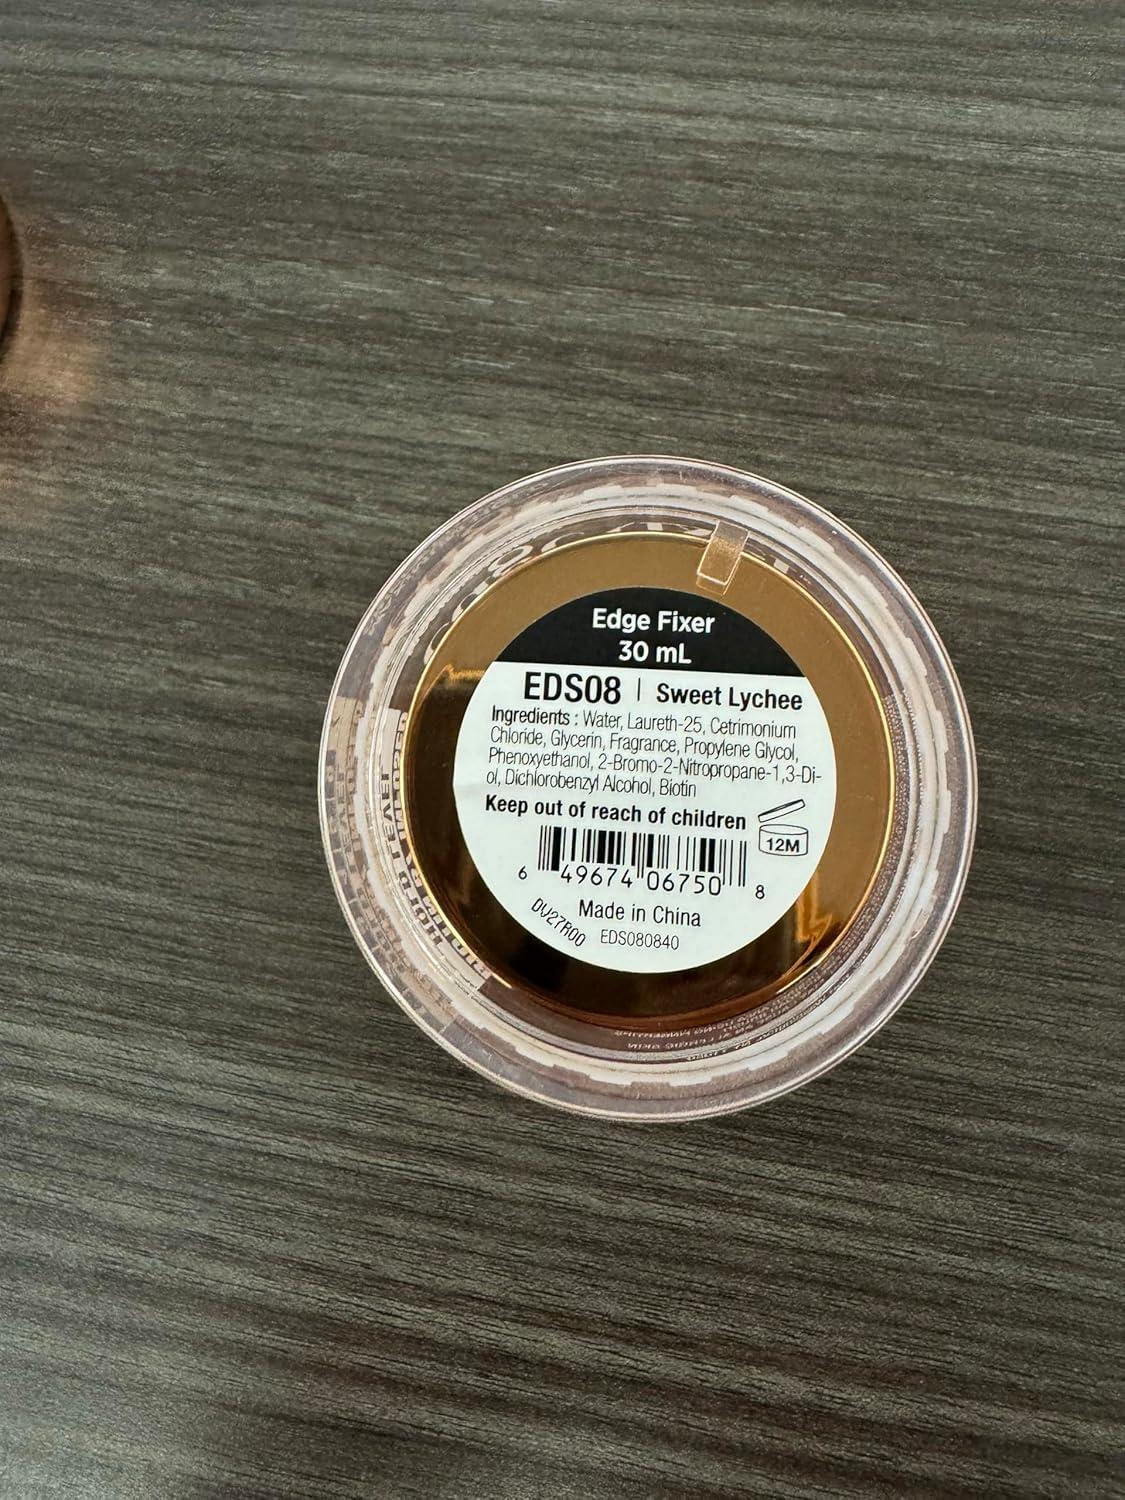 Edge Fixer
30 mL
EDS08 | Sweet Lychee
Ingredients : Water, Laureth-25, Cetrimonium
Chloride, Glycerin, Fragrance, Propylene Glycol,
Phenoxyethanol, 2-Bromo-2-Nitropropane-1,3-Di-
ol, Dichlorobenzyl Alcohol, Biotin
Keep out of reach of children
12M
6 49674 06750 8
Made in China
DV27R00 EDS080840
HOLD LEVEL